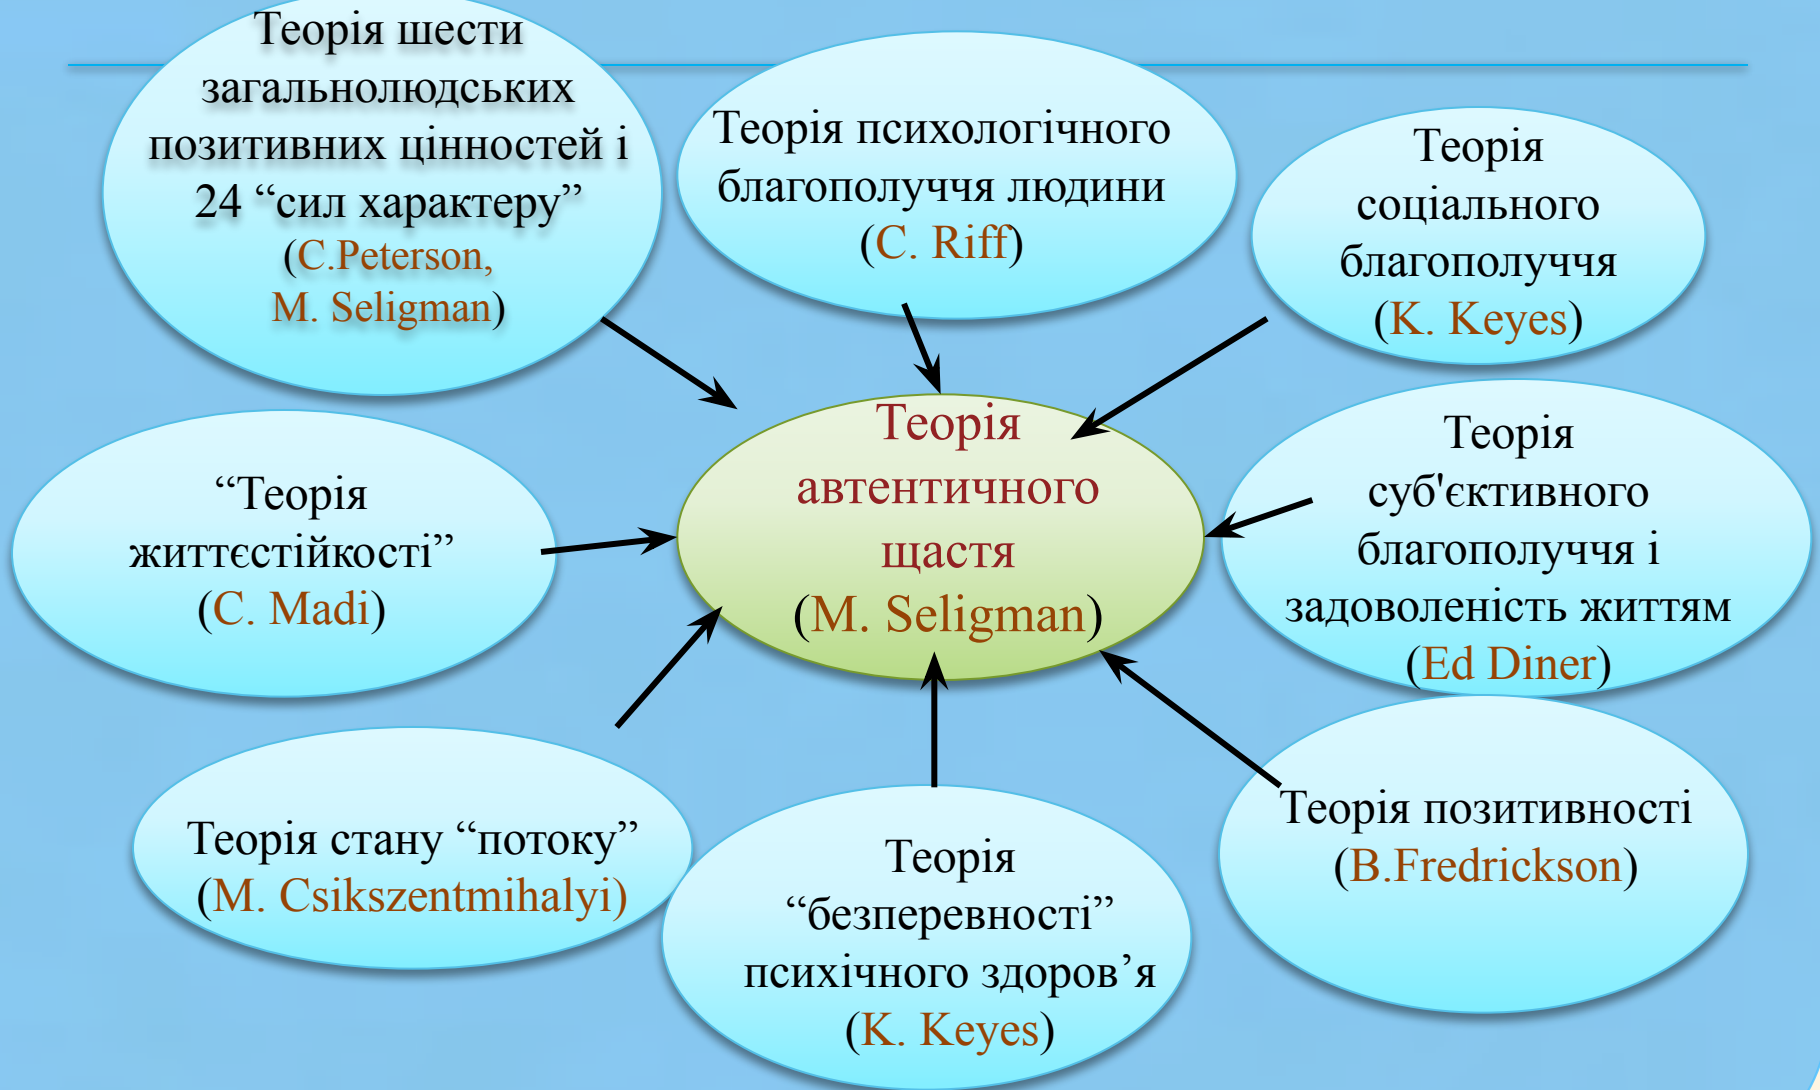 Теорія шести
загальнолюдських
позитивних цінностей і
24 “сил характеру”
(C.Peterson,
M. Seligman)
Теорія психологічного
благополуччя людини
(C. Riff)
Теорія
соціального
благополуччя
(K. Keyes)
“Теорія
життєстійкості”
(C. Madi)
Теорія
автентичного
щастя
(M. Seligman)
Теорія
суб'єктивного
благополуччя і
задоволеність життям
(Ed Diner)
Теорія стану “потоку”
(M. Csikszentmihalyi)
Теорія
“безперевності”
психічного здоров’я
(K. Keyes)
Теорія позитивності
(B.Fredrickson)